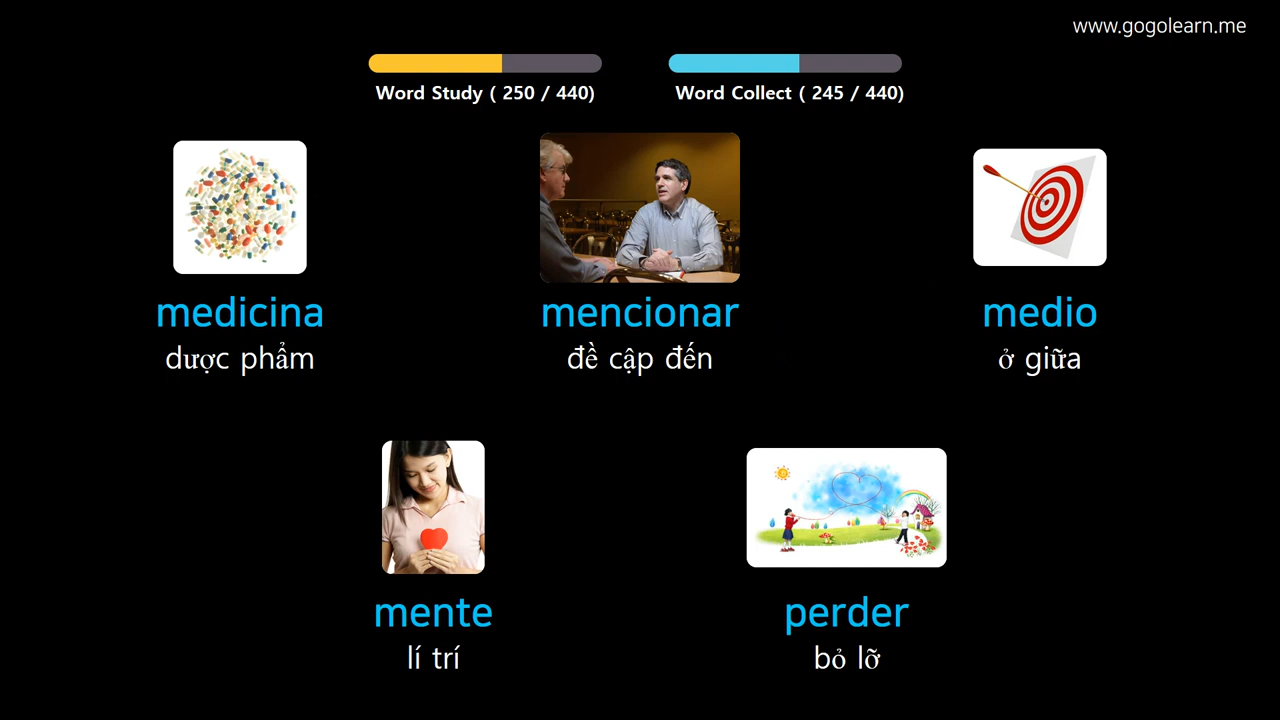 www.gogolearn.me
Word Study ( 250 / 440)
Word Collect ( 245 / 440)
medicina
dược phẩm
mencionar
đề cập đến
medio
ở giữa
mente
lí trí
perder
bỏ lỡ